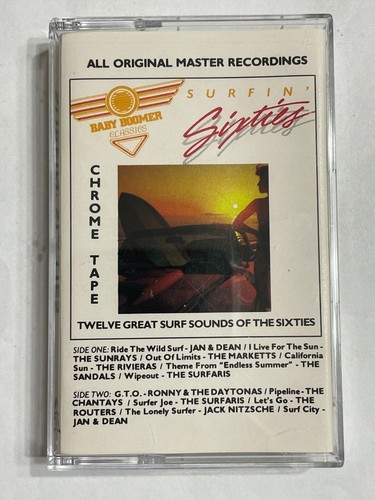 ALL ORIGINAL MASTER RECORDINGS
BABY BOOMER
CLASSICS
SURFIN'
Sixties
CHROME TAPE
TWELVE GREAT SURF SOUNDS OF THE SIXTIES
SIDE ONE: Ride The Wild Surf - JAN & DEAN / I Live For The Sun -
THE SUNRAYS / Out Of Limits - THE MARKETTS / California
Sun - THE RIVIERAS / Theme From "Endless Summer" - THE
SANDALS / Wipeout - THE SURFARIS
SIDE TWO: G.T.O. - RONNY & THE DAYTONAS / Pipeline - THE
CHANTAYS / Surfer Joe - THE SURFARIS / Let's Go - THE
ROUTERS / The Lonely Surfer - JACK NITZSCHE / Surf City -
JAN & DEAN